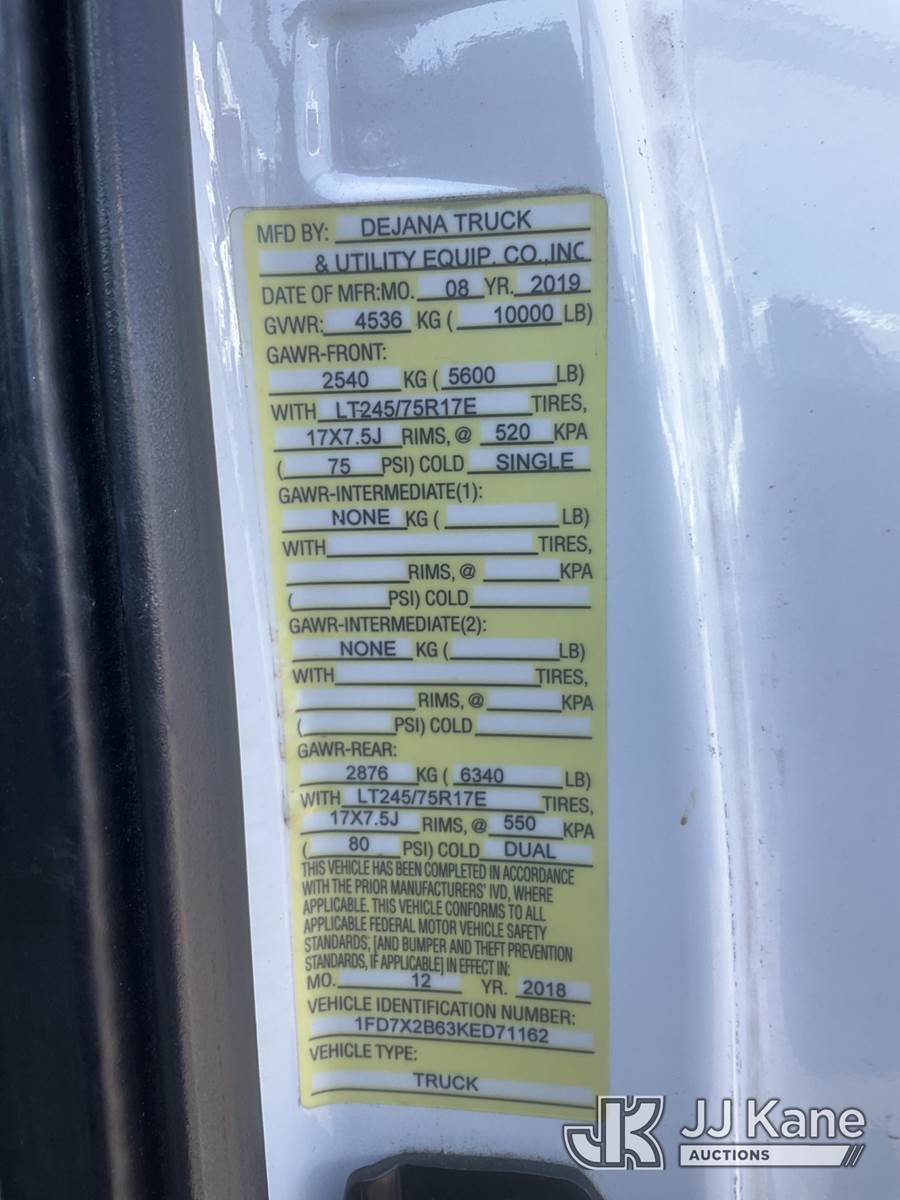 MFD BY: DEJANA TRUCK
& UTILITY EQUIP. CO.,INC
DATE OF MFR:MO. 08 YR. 2019
GVWR: 4536 KG ( 10000 LB)
GAWR-FRONT:
2540 KG ( 5600 LB)
WITH LT245/75R17E TIRES,
17X7.5J RIMS, @ 520 KPA
( 75 PSI) COLD SINGLE
GAWR-INTERMEDIATE(1):
NONE KG ( LB)
WITH TIRES,
RIMS, @ KPA
( PSI) COLD
GAWR-INTERMEDIATE(2):
NONE KG ( LB)
WITH TIRES,
RIMS, @ KPA
( PSI) COLD
GAWR-REAR:
2876 KG ( 6340 LB)
WITH LT245/75R17E TIRES,
17X7.5J RIMS, @ 550 KPA
( 80 PSI) COLD DUAL
THIS VEHICLE HAS BEEN COMPLETED IN ACCORDANCE
WITH THE PRIOR MANUFACTURERS' IVD, WHERE
APPLICABLE. THIS VEHICLE CONFORMS TO ALL
APPLICABLE FEDERAL MOTOR VEHICLE SAFETY
STANDARDS, [AND BUMPER AND THEFT PREVENTION
STANDARDS, IF APPLICABLE] IN EFFECT IN:
MO. 12 YR. 2018
VEHICLE IDENTIFICATION NUMBER:
1FD7X2B63KED71162
VEHICLE TYPE:
TRUCK
JK JJ Kane
AUCTIONS